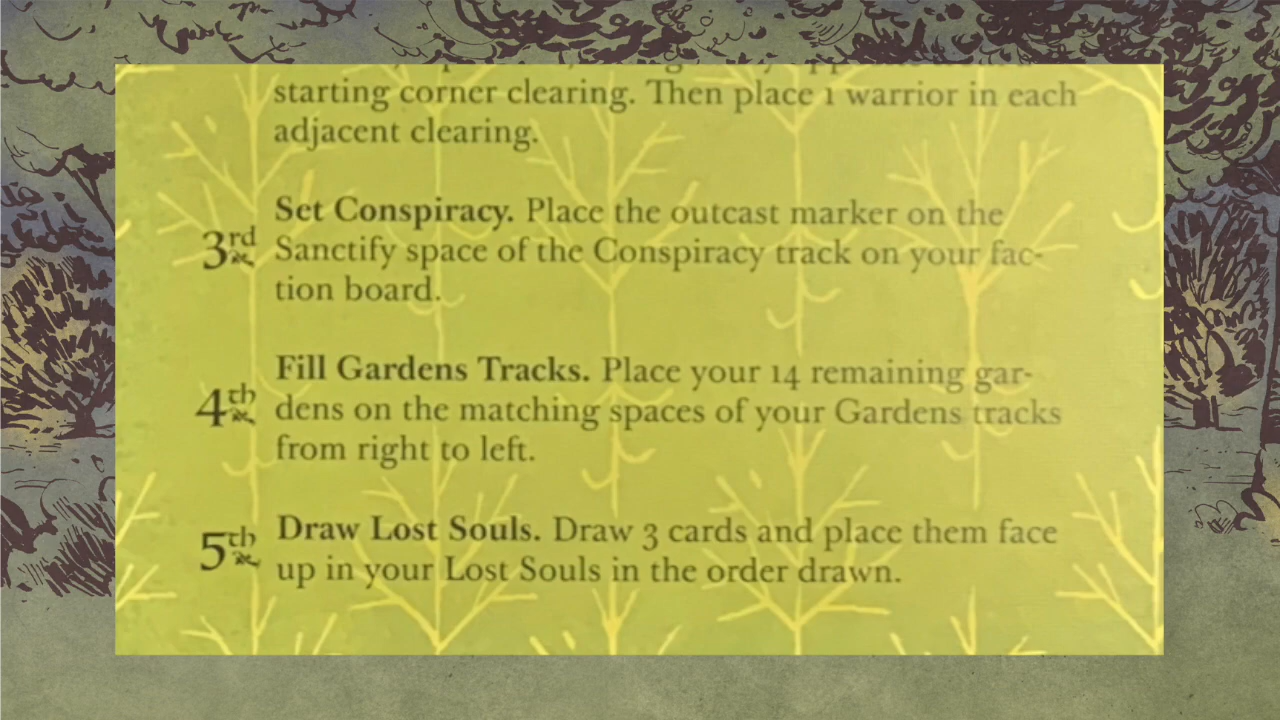 starting corner clearing. Then place 1 warrior in each
adjacent clearing.
3rd
Set Conspiracy. Place the outcast marker on the
Sanctify space of the Conspiracy track on your fac-
tion board.
4th
Fill Gardens Tracks. Place your 14 remaining gar-
dens on the matching spaces of your Gardens tracks
from right to left.
5th
Draw Lost Souls. Draw 3 cards and place them face
up in your Lost Souls in the order drawn.